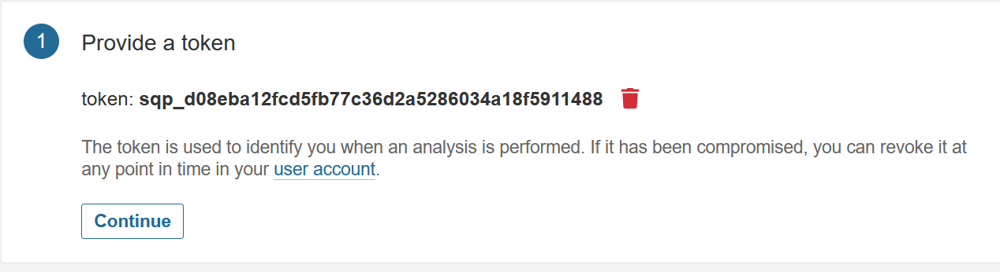 1
Provide a token
token: sqp_d08eba12fcd5fb77c36d2a5286034a18f5911488
The token is used to identify you when an analysis is performed. If it has been compromised, you can revoke it at
any point in time in your user account.
Continue